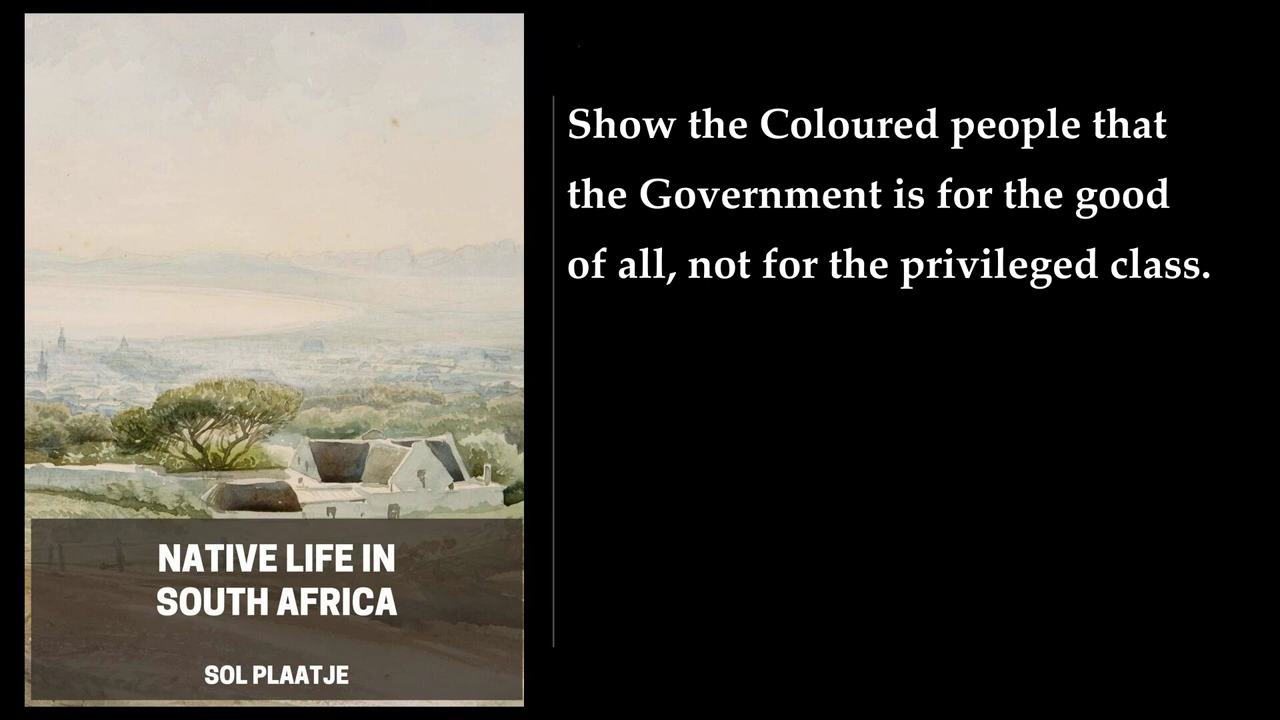 Show the Coloured people that
the Government is for the good
of all, not for the privileged class.
NATIVE LIFE IN
SOUTH AFRICA
SOL PLAATJE